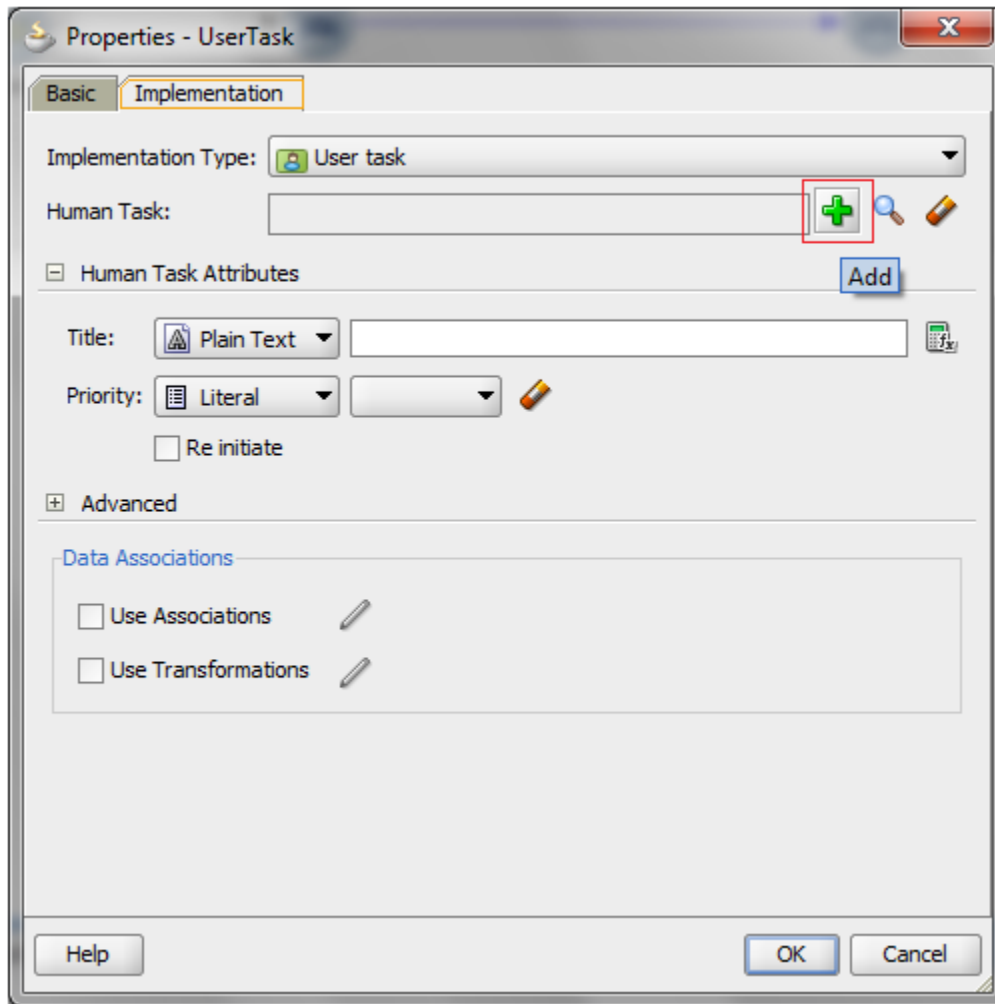 Properties - UserTask
Basic Implementation
Implementation Type: User task
Human Task:
Human Task Attributes
Add
Title: Plain Text
Priority: Literal
Re initiate
Advanced
Data Associations
Use Associations
Use Transformations
Help OK Cancel